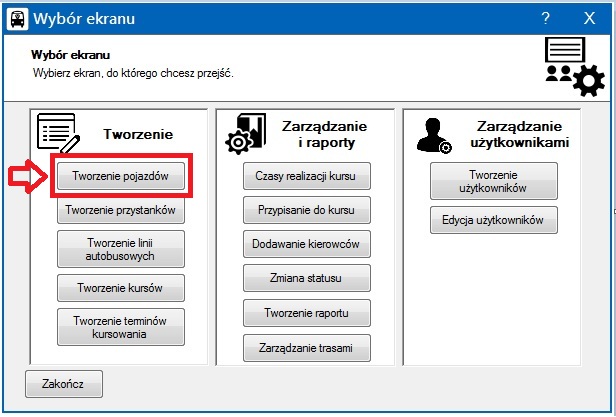 Wybór ekranu
? X
Wybór ekranu
Wybierz ekran, do którego chcesz przejść.
Tworzenie
Tworzenie pojazdów
Tworzenie przystanków
Tworzenie linii
autobusowych
Tworzenie kursów
Tworzenie terminów
kursowania
Zarządzanie
i raporty
Czasy realizacji kursu
Przypisanie do kursu
Dodawanie kierowców
Zmiana statusu
Tworzenie raportu
Zarządzanie trasami
Zarządzanie
użytkownikami
Tworzenie
użytkowników
Edycja użytkowników
Zakończ